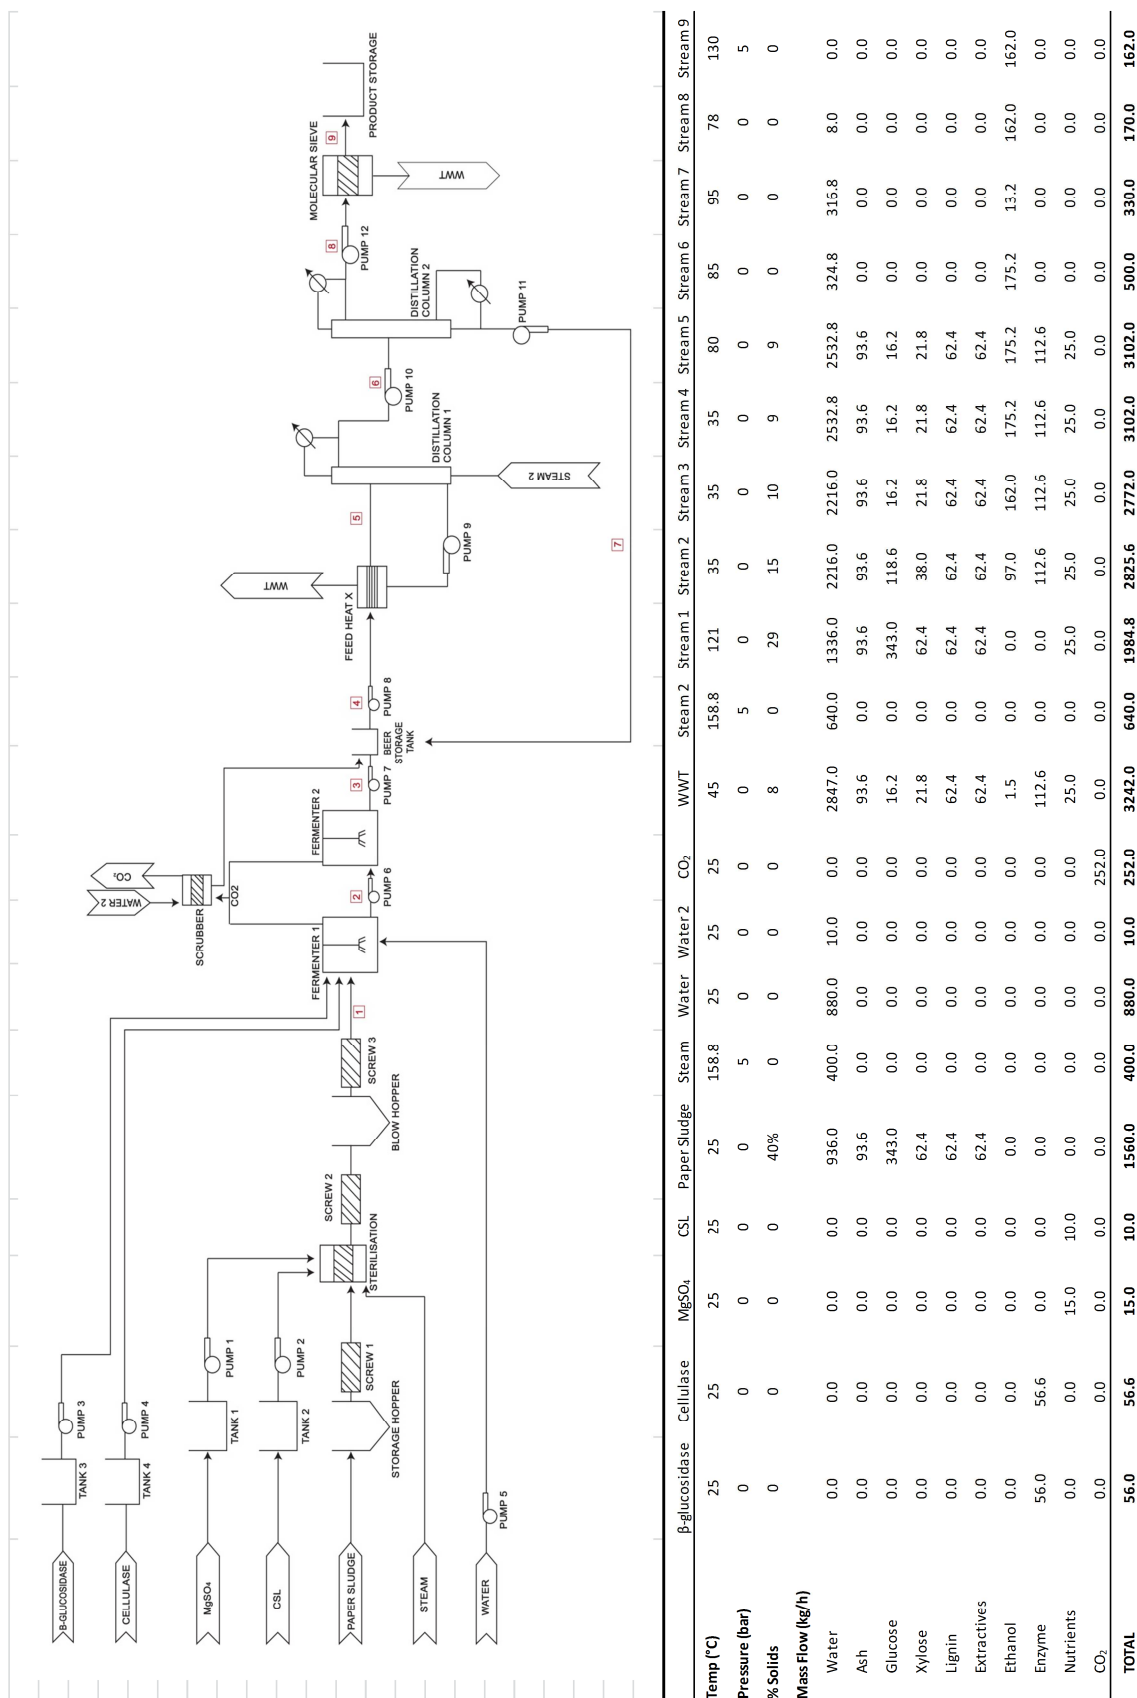 B-GLUCOSIDASE
TANK 3
PUMP 3
CELLULASE
TANK 4
PUMP 4
MgSO₄
TANK 1
PUMP 1
CSL
TANK 2
PUMP 2
PAPER SLUDGE
STORAGE HOPPER
SCREW 1
STERILISATION
SCREW 2
BLOW HOPPER
SCREW 3
STEAM
WATER
PUMP 5
1
FERMENTER 1
2
PUMP 6
SCRUBBER
WATER 2
CO₂
CO2
FERMENTER 2
3
PUMP 7
BEER
STORAGE
TANK
4
PUMP 8
FEED HEAT X
WWT
5
PUMP 9
DISTILLATION
COLUMN 1
STEAM 2
6
PUMP 10
7
DISTILLATION
COLUMN 2
PUMP 11
8
PUMP 12
MOLECULAR SIEVE
WWT
9
PRODUCT STORAGE
β-glucosidase Cellulase MgSO₄ CSL Paper Sludge Steam Water Water 2 CO₂ WWT Steam 2 Stream 1 Stream 2 Stream 3 Stream 4 Stream 5 Stream 6 Stream 7 Stream 8 Stream 9
Temp (°C) 25 25 25 25 25 158.8 25 25 25 45 158.8 121 35 35 35 80 85 95 78 130
Pressure (bar) 0 0 0 0 0 5 0 0 0 0 5 0 0 0 0 0 0 0 0 5
% Solids 0 0 0 0 40% 0 0 0 0 8 0 29 15 10 9 9 0 0 0 0
Mass Flow (kg/h)
Water 0.0 0.0 0.0 0.0 936.0 400.0 880.0 10.0 0.0 2847.0 640.0 1336.0 2216.0 2216.0 2532.8 2532.8 324.8 316.8 8.0 0.0
Ash 0.0 0.0 0.0 0.0 93.6 0.0 0.0 0.0 0.0 93.6 0.0 93.6 93.6 93.6 93.6 93.6 0.0 0.0 0.0 0.0
Glucose 0.0 0.0 0.0 0.0 343.0 0.0 0.0 0.0 0.0 16.2 0.0 343.0 118.6 16.2 16.2 16.2 0.0 0.0 0.0 0.0
Xylose 0.0 0.0 0.0 0.0 62.4 0.0 0.0 0.0 0.0 21.8 0.0 62.4 38.0 21.8 21.8 21.8 0.0 0.0 0.0 0.0
Lignin 0.0 0.0 0.0 0.0 62.4 0.0 0.0 0.0 0.0 62.4 0.0 62.4 62.4 62.4 62.4 62.4 0.0 0.0 0.0 0.0
Extractives 0.0 0.0 0.0 0.0 62.4 0.0 0.0 0.0 0.0 62.4 0.0 62.4 62.4 62.4 62.4 62.4 0.0 0.0 0.0 0.0
Ethanol 0.0 0.0 0.0 0.0 0.0 0.0 0.0 0.0 0.0 1.5 0.0 0.0 97.0 162.0 175.2 175.2 175.2 13.2 162.0 162.0
Enzyme 56.0 56.6 0.0 0.0 0.0 0.0 0.0 0.0 0.0 112.6 0.0 0.0 112.6 112.6 112.6 112.6 0.0 0.0 0.0 0.0
Nutrients 0.0 0.0 15.0 10.0 0.0 0.0 0.0 0.0 0.0 25.0 0.0 25.0 25.0 25.0 25.0 25.0 0.0 0.0 0.0 0.0
CO₂ 0.0 0.0 0.0 0.0 0.0 0.0 0.0 0.0 252.0 0.0 0.0 0.0 0.0 0.0 0.0 0.0 0.0 0.0 0.0 0.0
TOTAL 56.0 56.6 15.0 10.0 1560.0 400.0 880.0 10.0 252.0 3242.0 640.0 1984.8 2825.6 2772.0 3102.0 3102.0 500.0 330.0 170.0 162.0